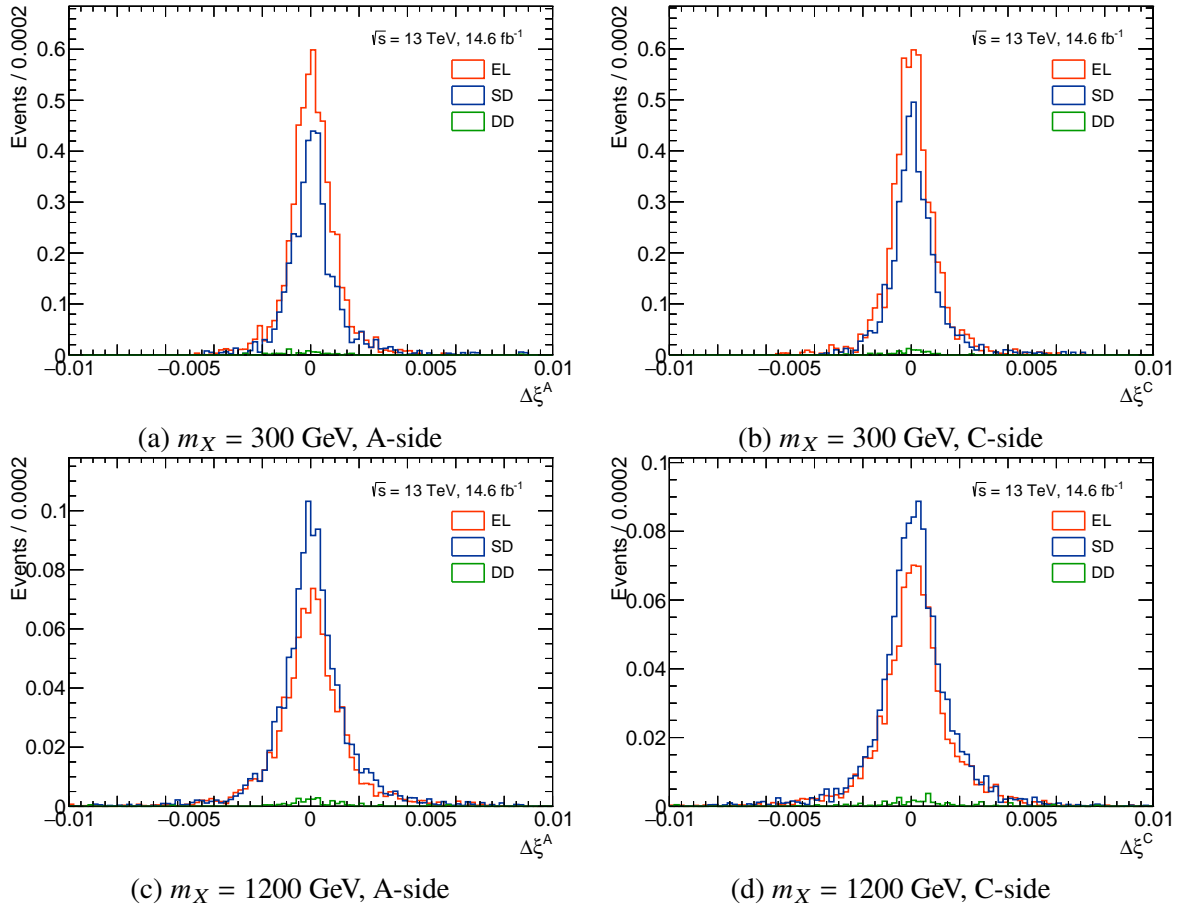 Events / 0.0002
0.6
0.5
0.4
0.3
0.2
0.1
0
√s = 13 TeV, 14.6 fb⁻¹
EL
SD
DD
−0.01
−0.005
0
0.005
0.01
Δξᴬ
(a) m_X = 300 GeV, A-side
Events / 0.0002
0.6
0.5
0.4
0.3
0.2
0.1
0
√s = 13 TeV, 14.6 fb⁻¹
EL
SD
DD
−0.01
−0.005
0
0.005
0.01
Δξ^C
(b) m_X = 300 GeV, C-side
Events / 0.0002
0.1
0.08
0.06
0.04
0.02
0
√s = 13 TeV, 14.6 fb⁻¹
EL
SD
DD
−0.01
−0.005
0
0.005
0.01
Δξᴬ
(c) m_X = 1200 GeV, A-side
Events / 0.0002
0.1
0.08
0.06
0.04
0.02
0
√s = 13 TeV, 14.6 fb⁻¹
EL
SD
DD
−0.01
−0.005
0
0.005
0.01
Δξ^C
(d) m_X = 1200 GeV, C-side